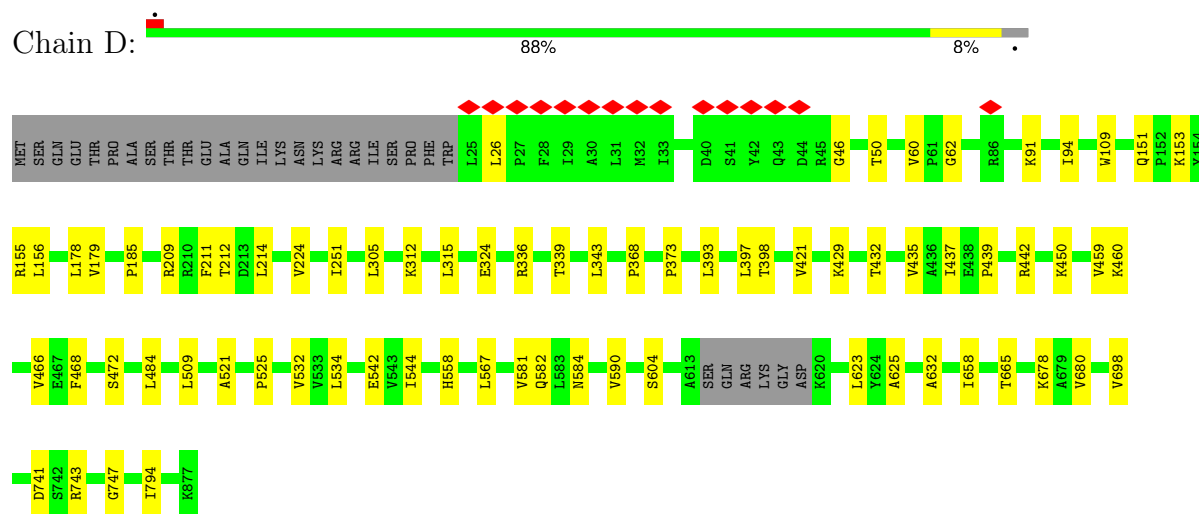 Chain D:
88% 8%
MET SER GLN GLU THR PRO ALA SER THR THR GLU ALA GLN ILE LYS ASN LYS ARG ARG ILE SER PRO PHE TRP L25 L26 P27 F28 I29 A30 L31 M32 I33 D40 S41 Y42 Q43 D44 R45 G46 T50 V60 P61 G62 R86 K91 I94 W109 Q151 P152 K153 Y154
R155 L156 L178 V179 P185 R209 R210 F211 T212 D213 L214 V224 I251 L305 K312 L315 E324 R336 T339 L343 P368 P373 L393 L397 T398 V421 K429 T432 V435 A436 I437 E438 P439 R442 K450 V459 K460
V466 E467 F468 S472 L484 L509 A521 P525 V532 V533 L534 E542 V543 I544 H558 L567 V581 Q582 L583 N584 V590 S604 A613 SER GLN ARG LYS GLY ASP K620 L623 Y624 A625 A632 I658 T665 K678 A679 V680 V698
D741 S742 R743 G747 I794 K877